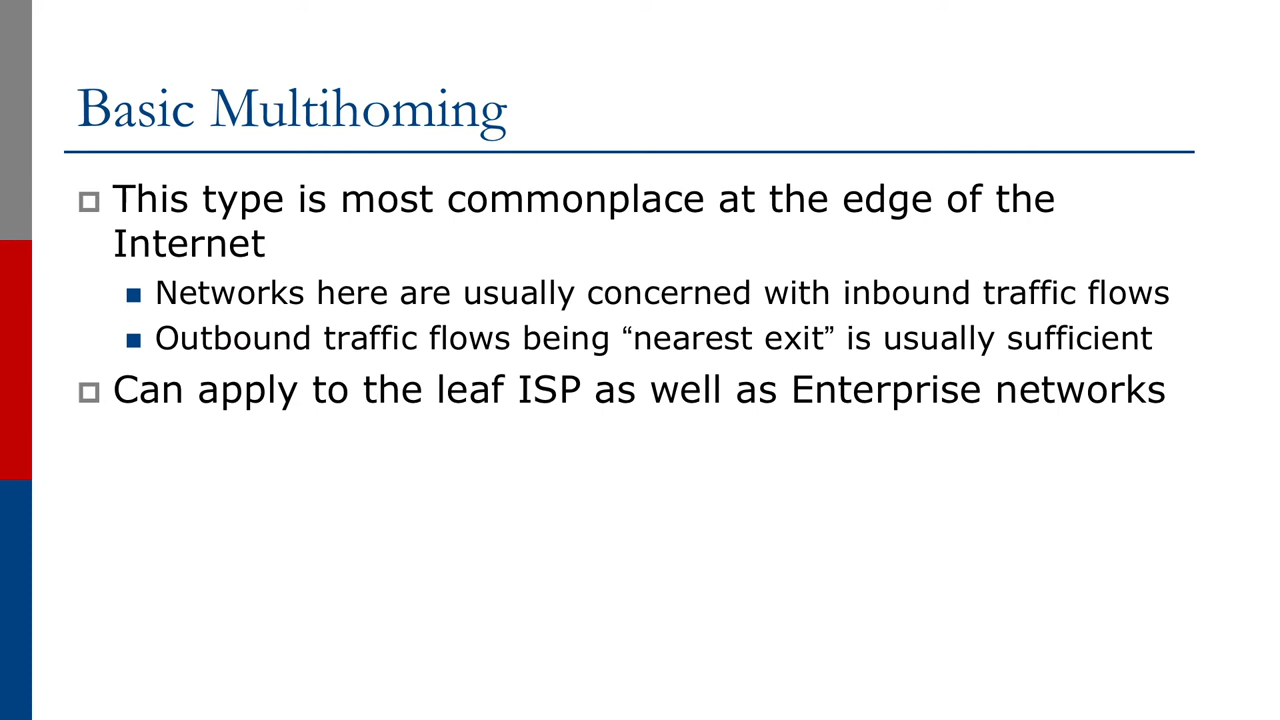 Basic Multihoming
This type is most commonplace at the edge of the
Internet
Networks here are usually concerned with inbound traffic flows
Outbound traffic flows being “nearest exit” is usually sufficient
Can apply to the leaf ISP as well as Enterprise networks